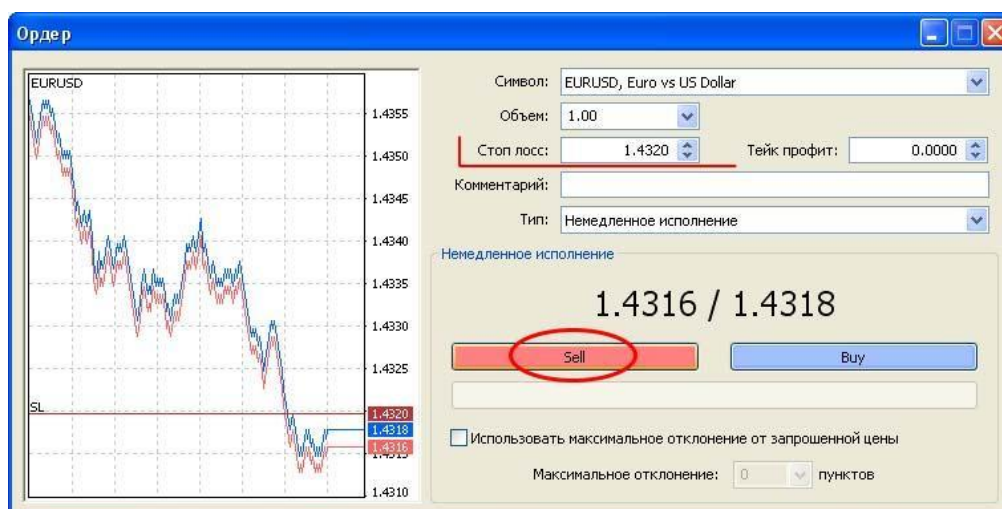 Ордер
EURUSD
1.4355
1.4350
1.4345
1.4340
1.4335
1.4330
1.4325
SL
1.4320
1.4318
1.4316
1.4315
1.4310
Символ: EURUSD, Euro vs US Dollar
Объем: 1.00
Стоп лосс: 1.4320 Тейк профит: 0.0000
Комментарий:
Тип: Немедленное исполнение
Немедленное исполнение
1.4316 / 1.4318
Sell Buy
Использовать максимальное отклонение от запрошенной цены
Максимальное отклонение: 0 пунктов